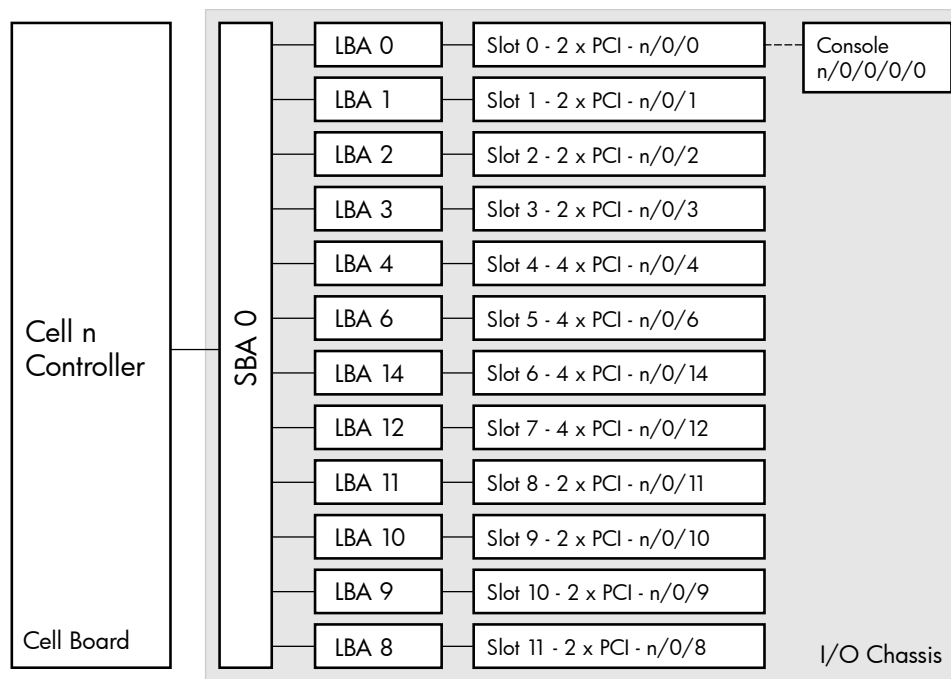 Cell n
Controller
Cell Board
SBA 0
LBA 0
Slot 0 - 2 x PCI - n/0/0
Console
n/0/0/0/0
LBA 1
Slot 1 - 2 x PCI - n/0/1
LBA 2
Slot 2 - 2 x PCI - n/0/2
LBA 3
Slot 3 - 2 x PCI - n/0/3
LBA 4
Slot 4 - 4 x PCI - n/0/4
LBA 6
Slot 5 - 4 x PCI - n/0/6
LBA 14
Slot 6 - 4 x PCI - n/0/14
LBA 12
Slot 7 - 4 x PCI - n/0/12
LBA 11
Slot 8 - 2 x PCI - n/0/11
LBA 10
Slot 9 - 2 x PCI - n/0/10
LBA 9
Slot 10 - 2 x PCI - n/0/9
LBA 8
Slot 11 - 2 x PCI - n/0/8
I/O Chassis